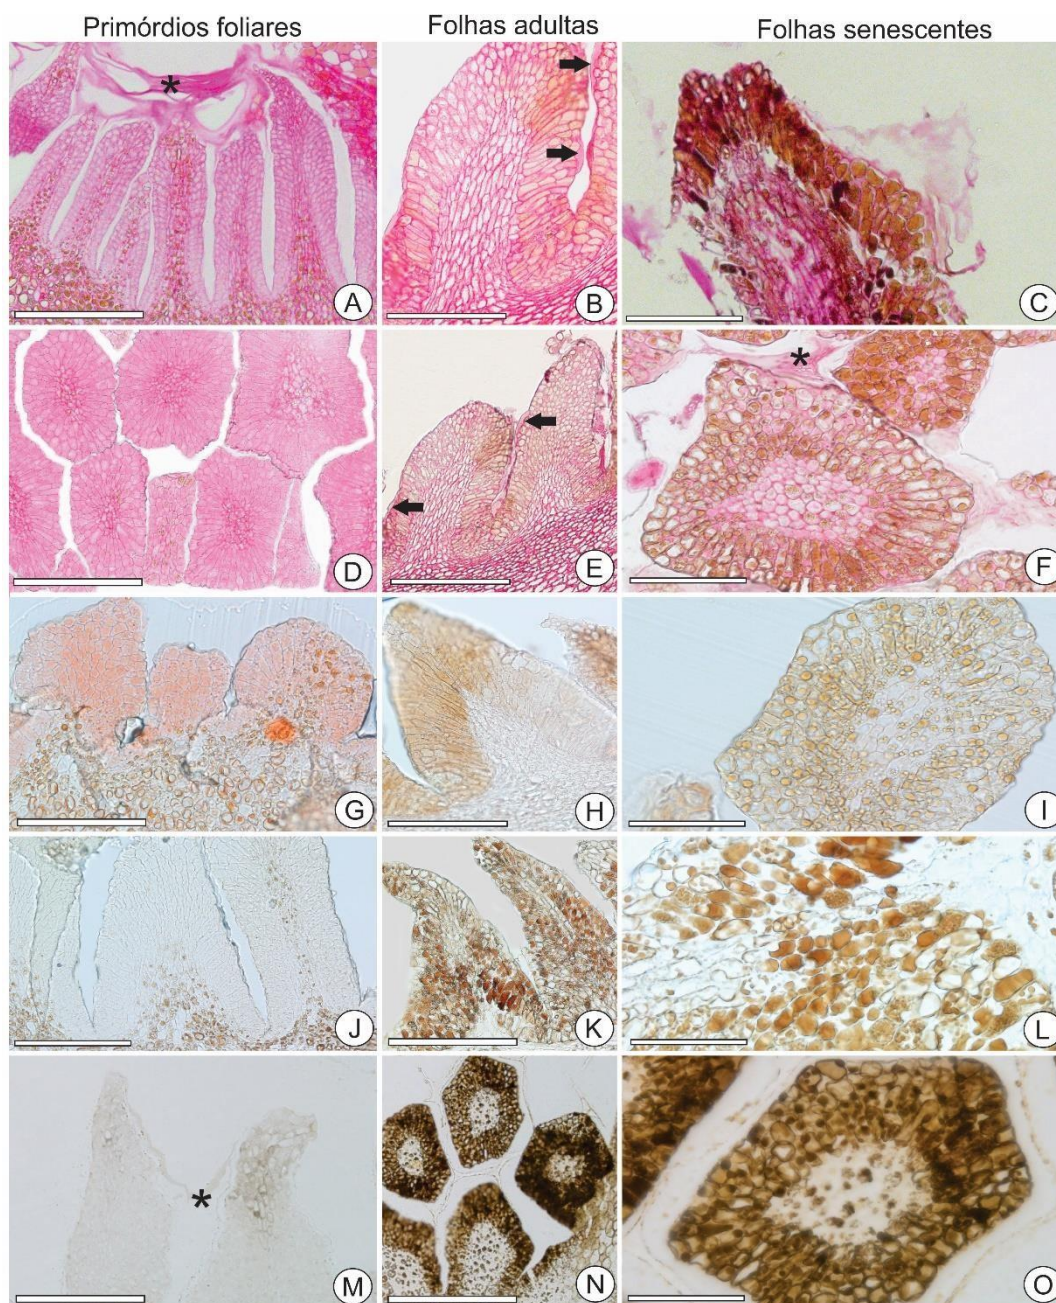 Primórdios foliares
Folhas adultas
Folhas senescentes
*
A
B
C
D
E
*
F
G
H
I
J
K
L
*
M
N
O